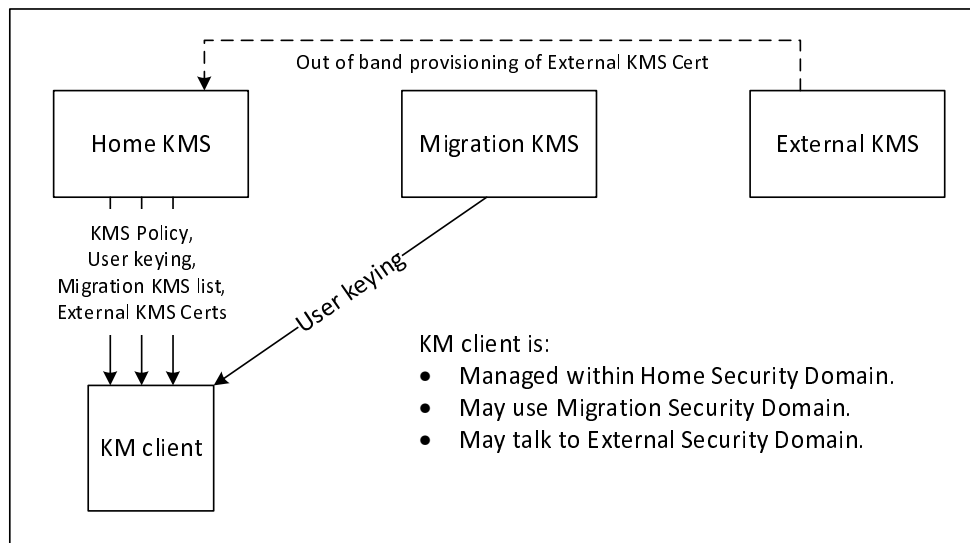 Out of band provisioning of External KMS Cert
Home KMS
Migration KMS
External KMS
KMS Policy,
User keying,
Migration KMS list,
External KMS Certs
User keying
KM client is:
• Managed within Home Security Domain.
• May use Migration Security Domain.
• May talk to External Security Domain.
KM client